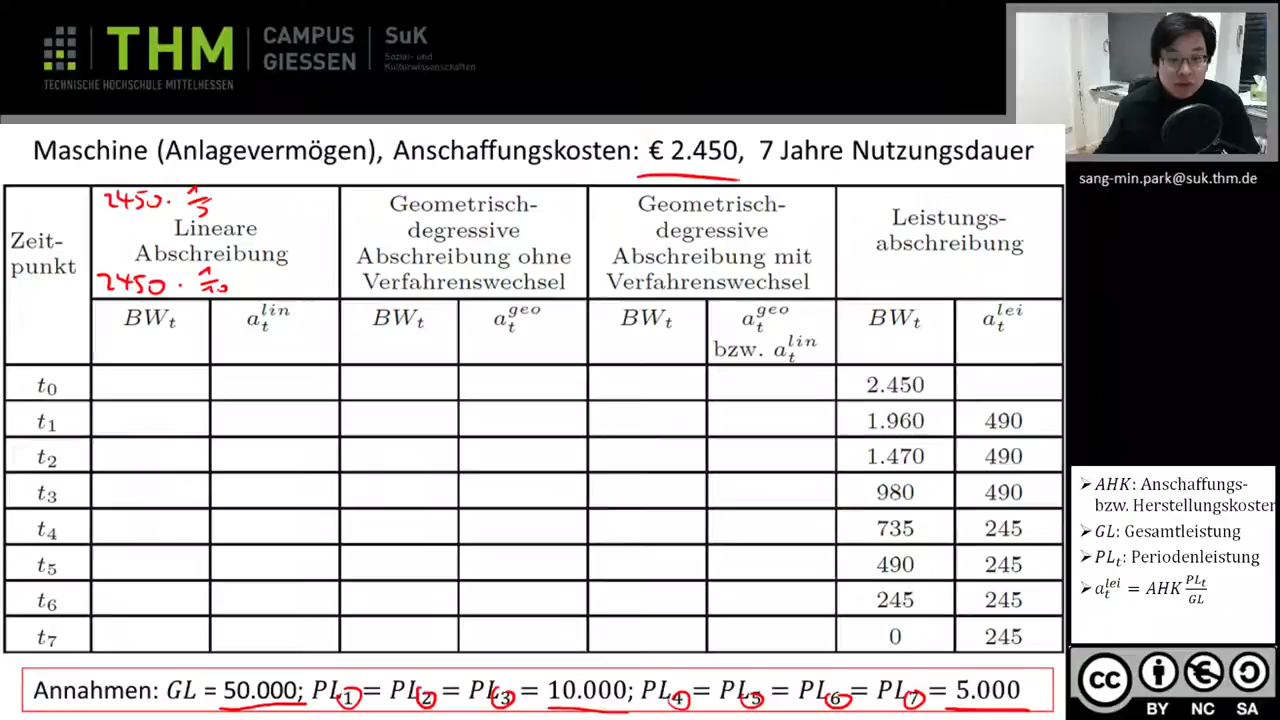 THM
TECHNISCHE HOCHSCHULE MITTELHESSEN
CAMPUS
GIESSEN
SuK
Sozial- und
Kulturwissenschaften
sang-min.park@suk.thm.de
Maschine (Anlagevermögen), Anschaffungskosten: € 2.450, 7 Jahre Nutzungsdauer
Zeit-
punkt
2450 · 1/5
Lineare
Abschreibung
2450 · 1/10
Geometrisch-
degressive
Abschreibung ohne
Verfahrenswechsel
Geometrisch-
degressive
Abschreibung mit
Verfahrenswechsel
Leistungs-
abschreibung
BW_t a_t^lin BW_t a_t^geo BW_t a_t^geo BW_t a_t^lei
bzw. a_t^lin
t_0 2.450
t_1 1.960 490
t_2 1.470 490
t_3 980 490
t_4 735 245
t_5 490 245
t_6 245 245
t_7 0 245
Annahmen: GL = 50.000; PL_1 = PL_2 = PL_3 = 10.000; PL_4 = PL_5 = PL_6 = PL_7 = 5.000
➢ AHK: Anschaffungs-
bzw. Herstellungskosten
➢ GL: Gesamtleistung
➢ PL_t: Periodenleistung
➢ a_t^lei = AHK PL_t/GL
cc
BY NC SA